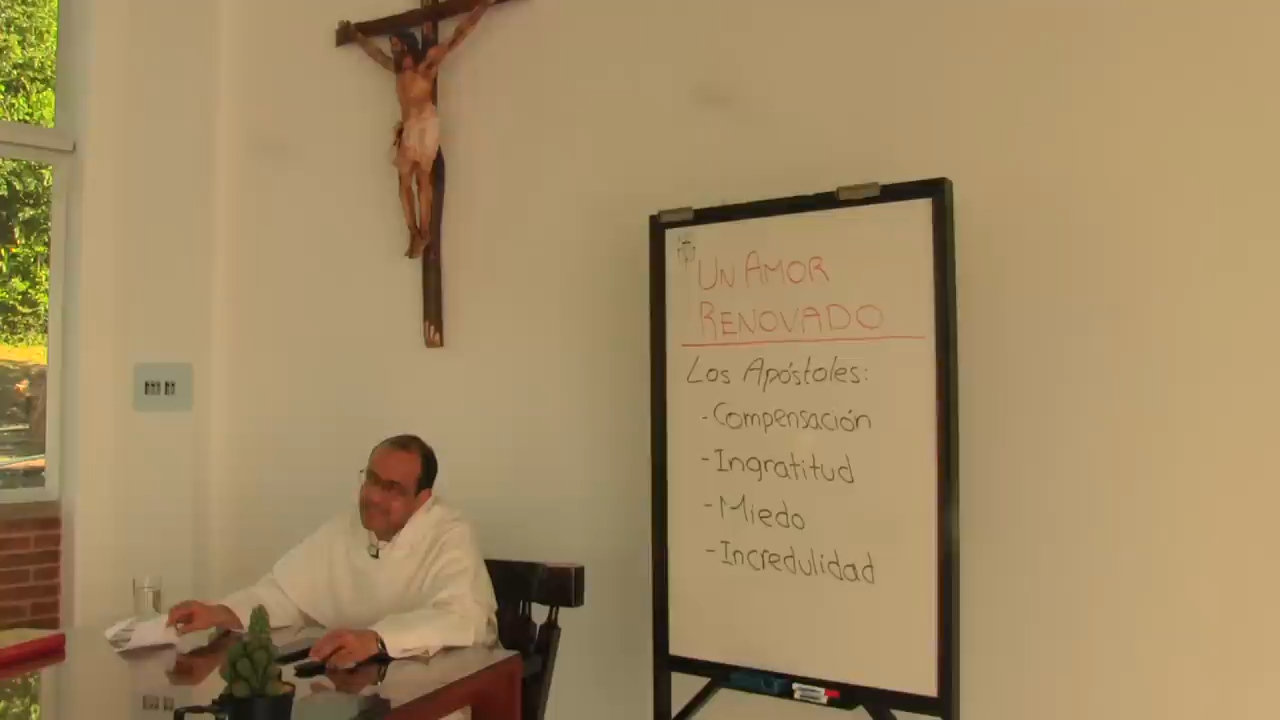 UN AMOR
RENOVADO
Los Apóstoles:
- Compensación
- Ingratitud
- Miedo
- Incredulidad